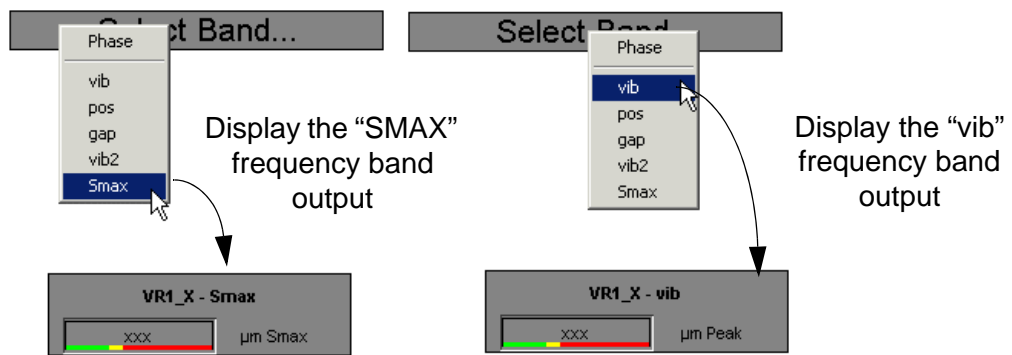 ct Band...
Phase
vib
pos
gap
vib2
Smax
Display the “SMAX”
frequency band
output
VR1_X - Smax
xxx
µm Smax
Select
Phase
vib
pos
gap
vib2
Smax
Display the “vib”
frequency band
output
VR1_X - vib
xxx
µm Peak